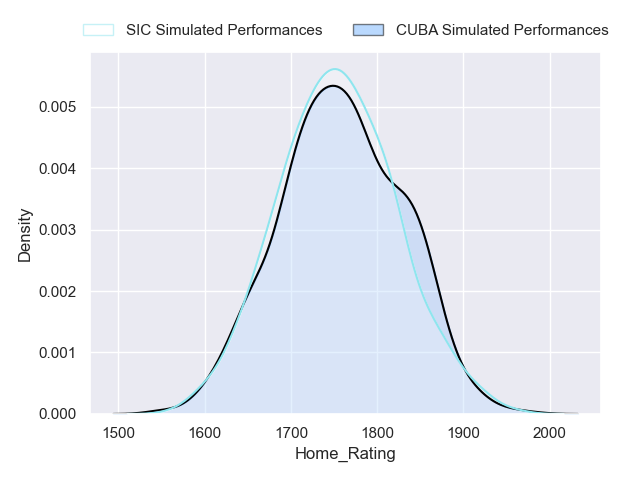 SIC Simulated Performances CUBA Simulated Performances
0.005
0.004
0.003
0.002
0.001
0.000
Density
1500 1600 1700 1800 1900 2000
Home_Rating